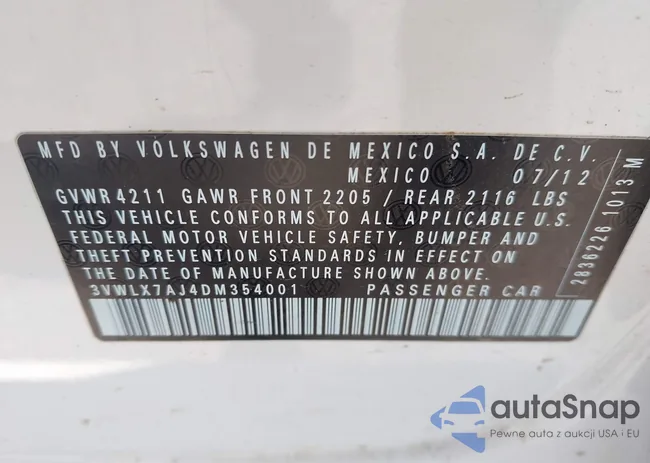 MFD BY VOLKSWAGEN DE MEXICO S.A. DE C.V.
MEXICO 07/12
GVWR 4211 GAWR FRONT 2205 / REAR 2116 LBS
THIS VEHICLE CONFORMS TO ALL APPLICABLE U.S.
FEDERAL MOTOR VEHICLE SAFETY, BUMPER AND
THEFT PREVENTION STANDARDS IN EFFECT ON
THE DATE OF MANUFACTURE SHOWN ABOVE.
3VWLX7AJ4DM354001 PASSENGER CAR
2836226 1013 M
autaSnap
Pewne auta z aukcji USA i EU